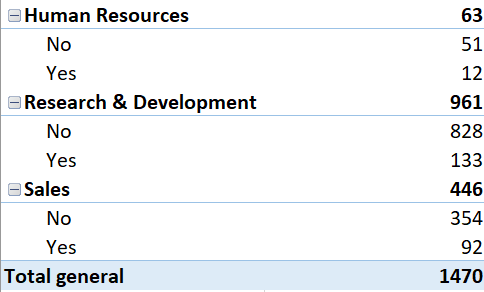 Human Resources 63
No 51
Yes 12
Research & Development 961
No 828
Yes 133
Sales 446
No 354
Yes 92
Total general 1470